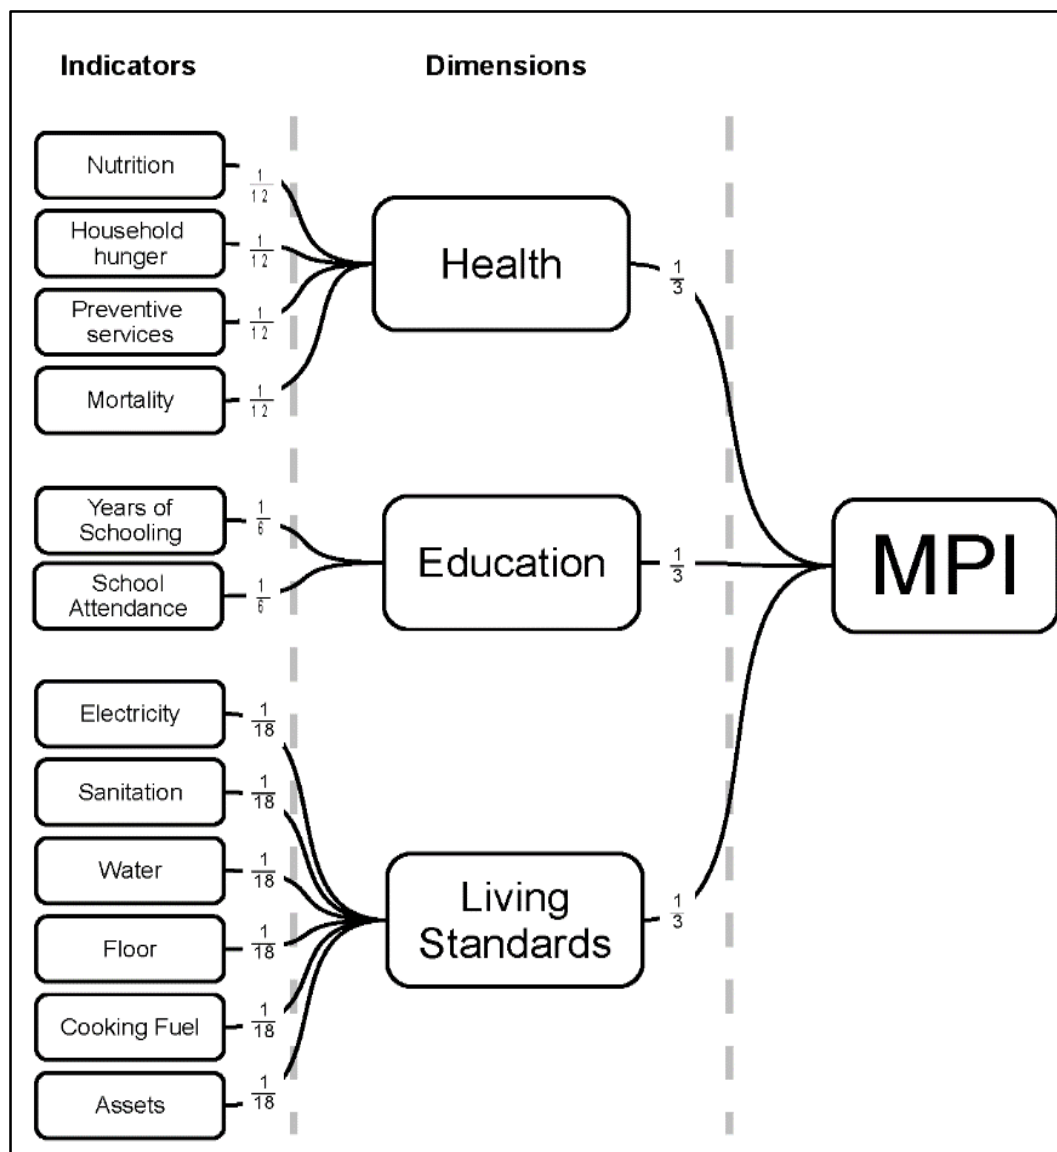 Indicators
Dimensions
Nutrition
1
12
Household
hunger
1
12
Preventive
services
1
12
Mortality
1
12
Health
1
3
Years of
Schooling
1
6
School
Attendance
1
6
Education
1
3
MPI
Electricity
1
18
Sanitation
1
18
Water
1
18
Floor
1
18
Cooking Fuel
1
18
Assets
1
18
Living
Standards
1
3